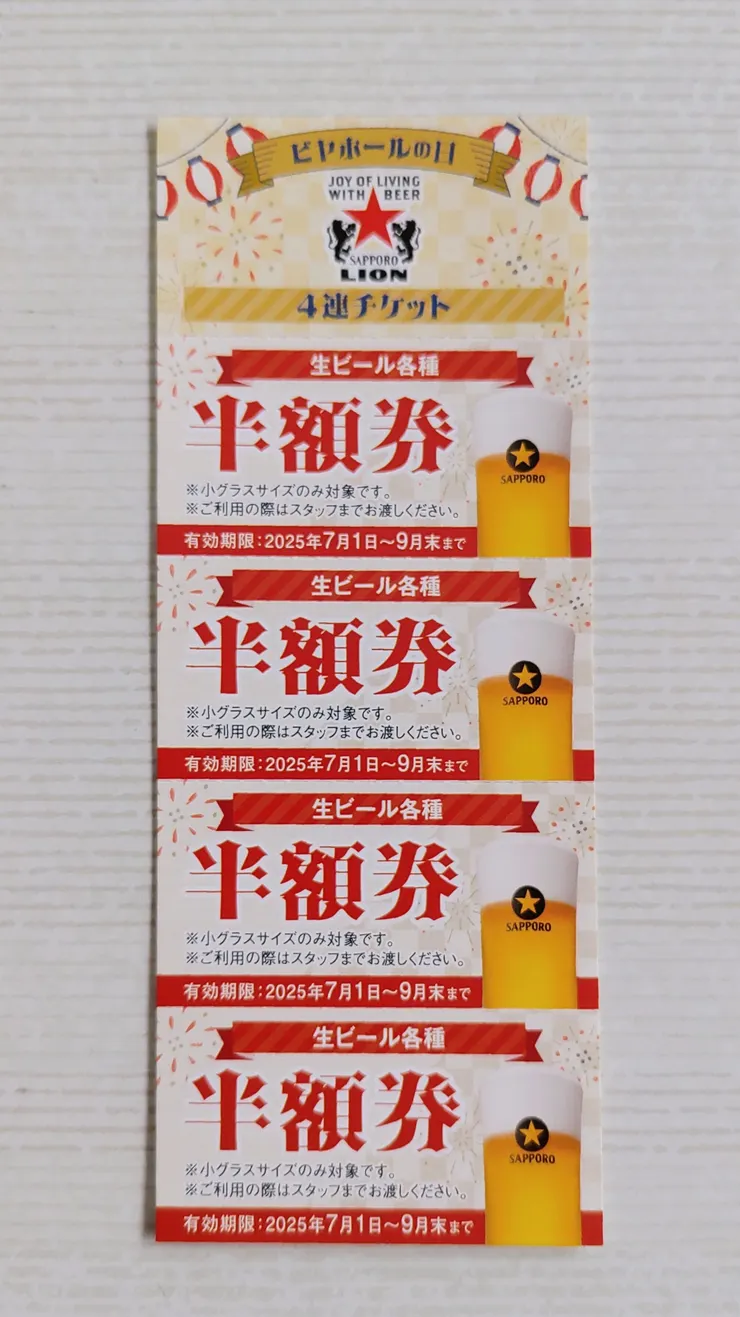 ビヤホールの日
JOY OF LIVING
WITH BEER
SAPPORO
LION
4連チケット
生ビール各種
半額券
※小グラスサイズのみ対象です。
※ご利用の際はスタッフまでお渡しください。
SAPPORO
有効期限:2025年7月1日〜9月末まで
生ビール各種
半額券
※小グラスサイズのみ対象です。
※ご利用の際はスタッフまでお渡しください。
SAPPORO
有効期限:2025年7月1日〜9月末まで
生ビール各種
半額券
※小グラスサイズのみ対象です。
※ご利用の際はスタッフまでお渡しください。
SAPPORO
有効期限:2025年7月1日〜9月末まで
生ビール各種
半額券
※小グラスサイズのみ対象です。
※ご利用の際はスタッフまでお渡しください。
SAPPORO
有効期限:2025年7月1日〜9月末まで